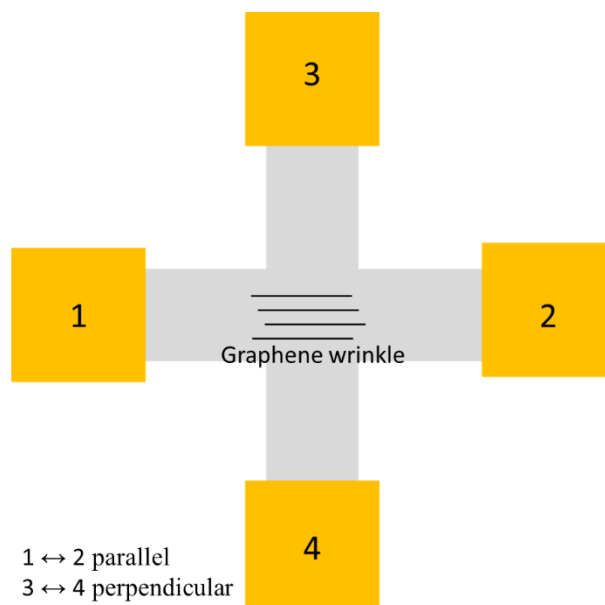 3
1
2
Graphene wrinkle
4
1 ↔ 2 parallel
3 ↔ 4 perpendicular